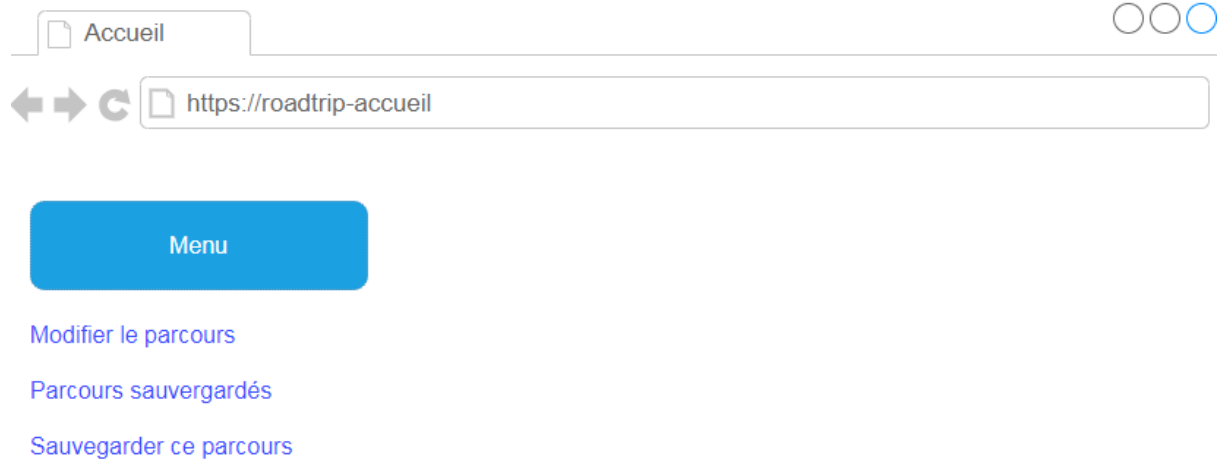 Accueil
https://roadtrip-accueil
Menu
Modifier le parcours
Parcours sauvergardés
Sauvegarder ce parcours